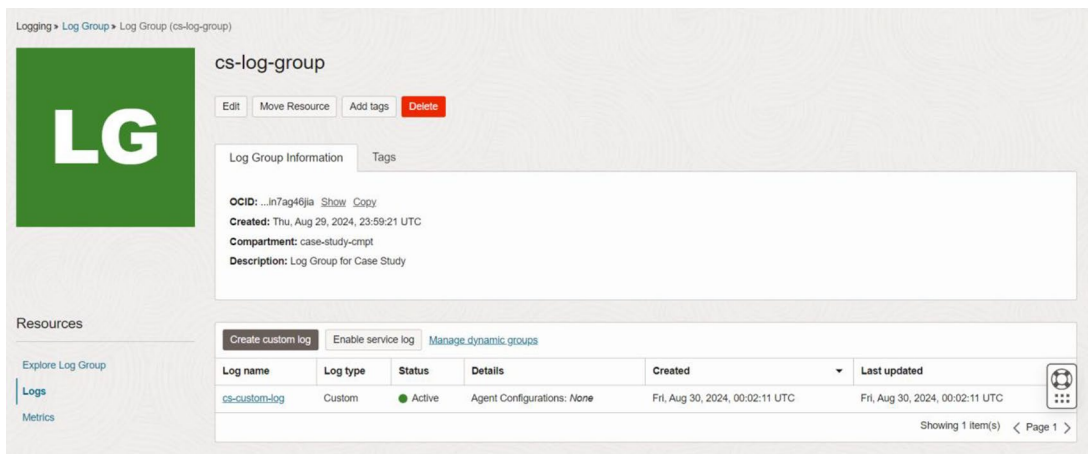 Logging » Log Group » Log Group (cs-log-group)
LG
cs-log-group
Edit Move Resource Add tags Delete
Log Group Information Tags
OCID: ...in7ag46jia Show Copy
Created: Thu, Aug 29, 2024, 23:59:21 UTC
Compartment: case-study-cmpt
Description: Log Group for Case Study
Resources
Explore Log Group
Logs
Metrics
Create custom log Enable service log Manage dynamic groups
Log name Log type Status Details Created Last updated
cs-custom-log Custom Active Agent Configurations: None Fri, Aug 30, 2024, 00:02:11 UTC Fri, Aug 30, 2024, 00:02:11 UTC
Showing 1 item(s) < Page 1 >